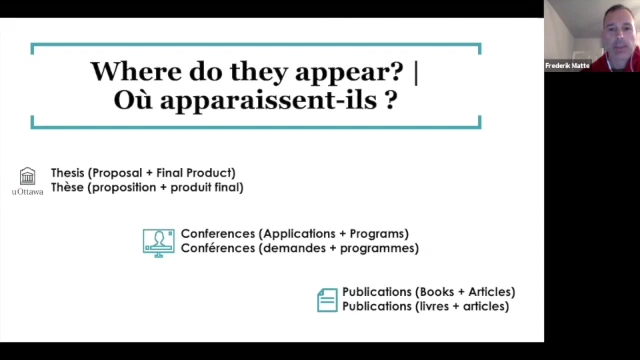 Where do they appear? |
Où apparaissent-ils ?
Thesis (Proposal + Final Product)
Thèse (proposition + produit final)
uOttawa
Conferences (Applications + Programs)
Conférences (demandes + programmes)
Publications (Books + Articles)
Publications (livres + articles)
Frederik Matte